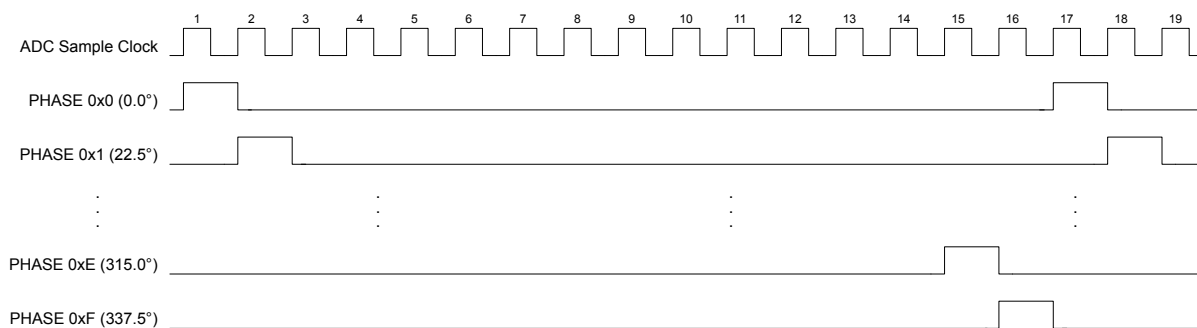 1 2 3 4 5 6 7 8 9 10 11 12 13 14 15 16 17 18 19
ADC Sample Clock
PHASE 0x0 (0.0°)
PHASE 0x1 (22.5°)
PHASE 0xE (315.0°)
PHASE 0xF (337.5°)